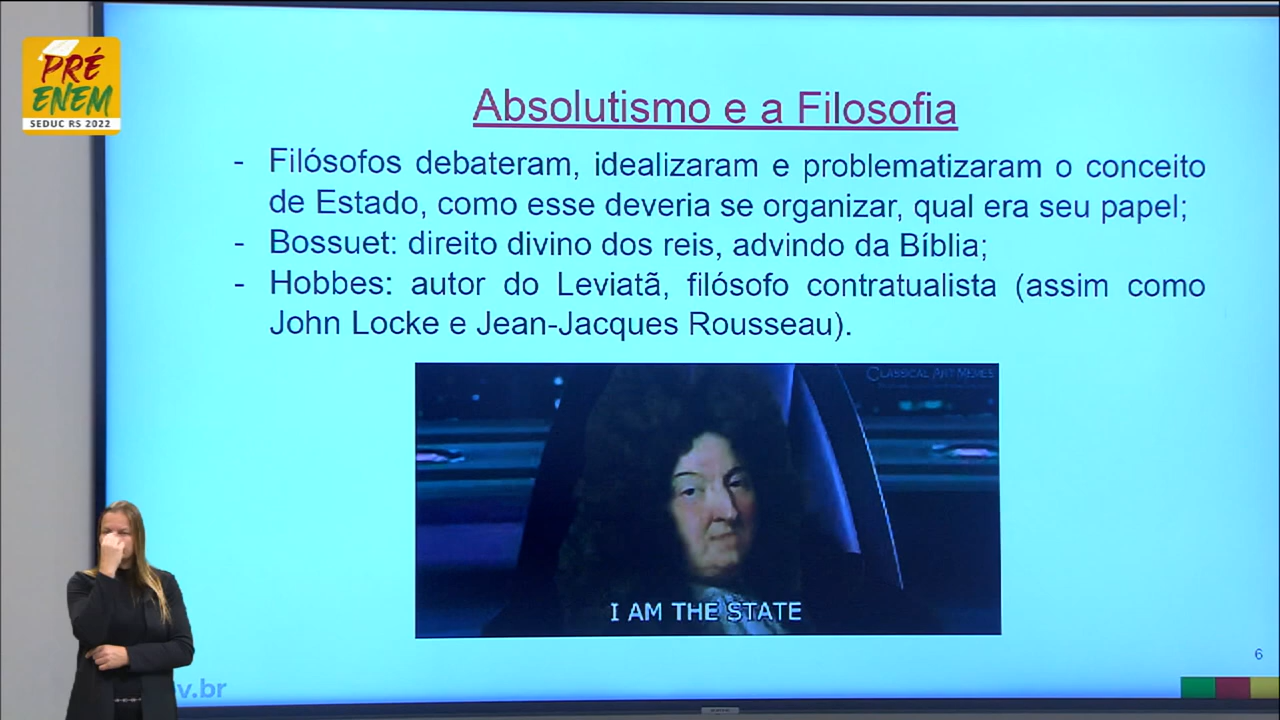 PRÉ
ENEM
SEDUC RS 2022
Absolutismo e a Filosofia
- Filósofos debateram, idealizaram e problematizaram o conceito
de Estado, como esse deveria se organizar, qual era seu papel;
- Bossuet: direito divino dos reis, advindo da Bíblia;
- Hobbes: autor do Leviatã, filósofo contratualista (assim como
John Locke e Jean-Jacques Rousseau).
CLASSICAL ART MEMES
I AM THE STATE
6
v.br